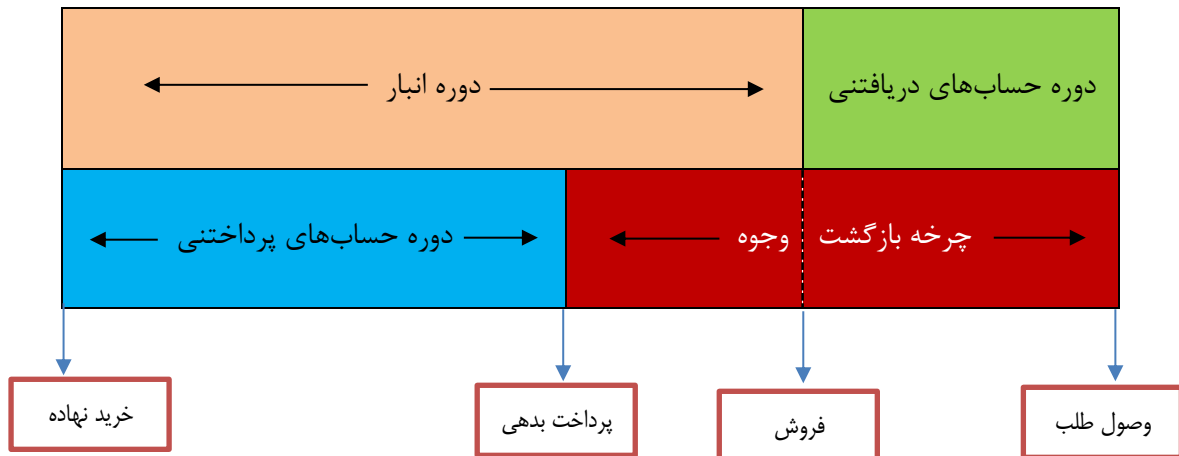 دوره حساب‌های دریافتنی
دوره انبار
چرخه بازگشت وجوه
دوره حساب‌های پرداختنی
وصول طلب
فروش
پرداخت بدهی
خرید نهاده